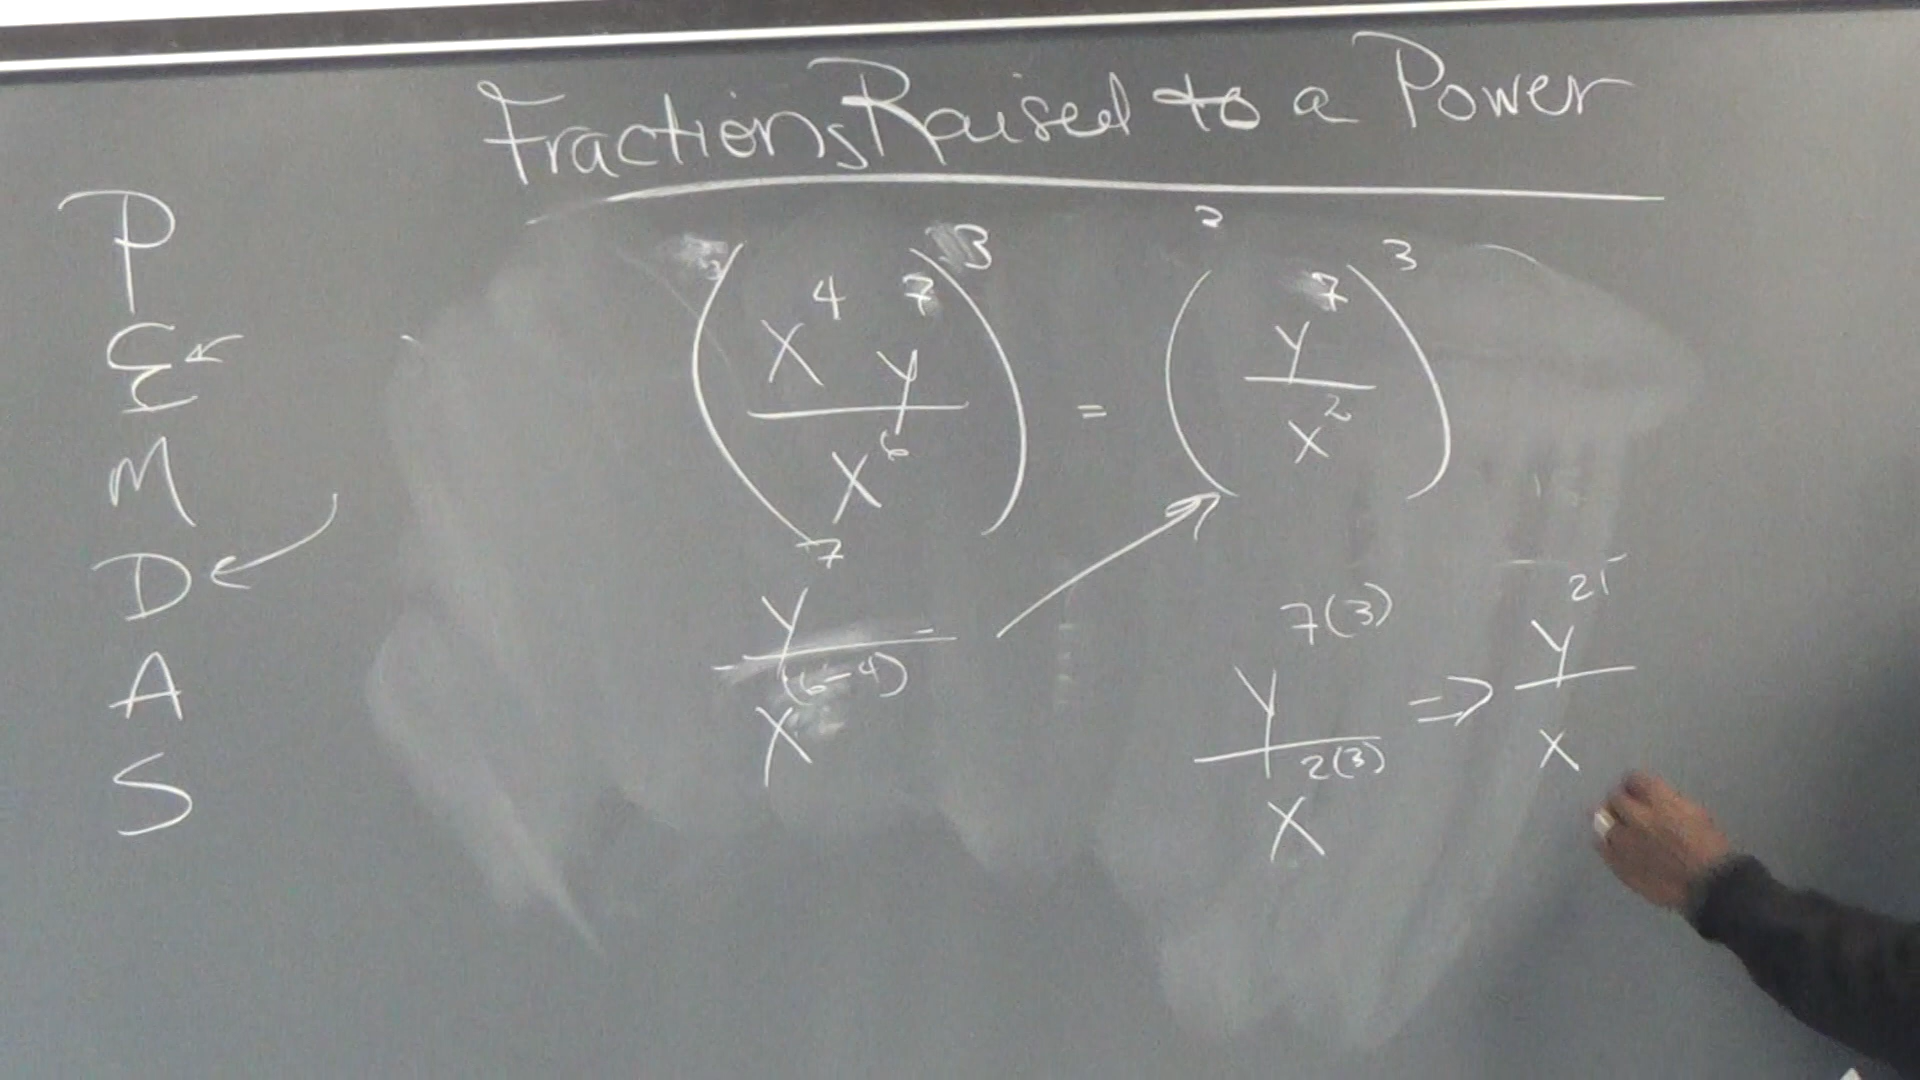 Fractions Raised to a Power
P
E
M
D
A
S
(x^4 y^7 / x^6)^3 = (y^7 / x^2)^3
y^7 / x^(6-4)
y^7(3) / x^2(3) ⇒ y^21 / x